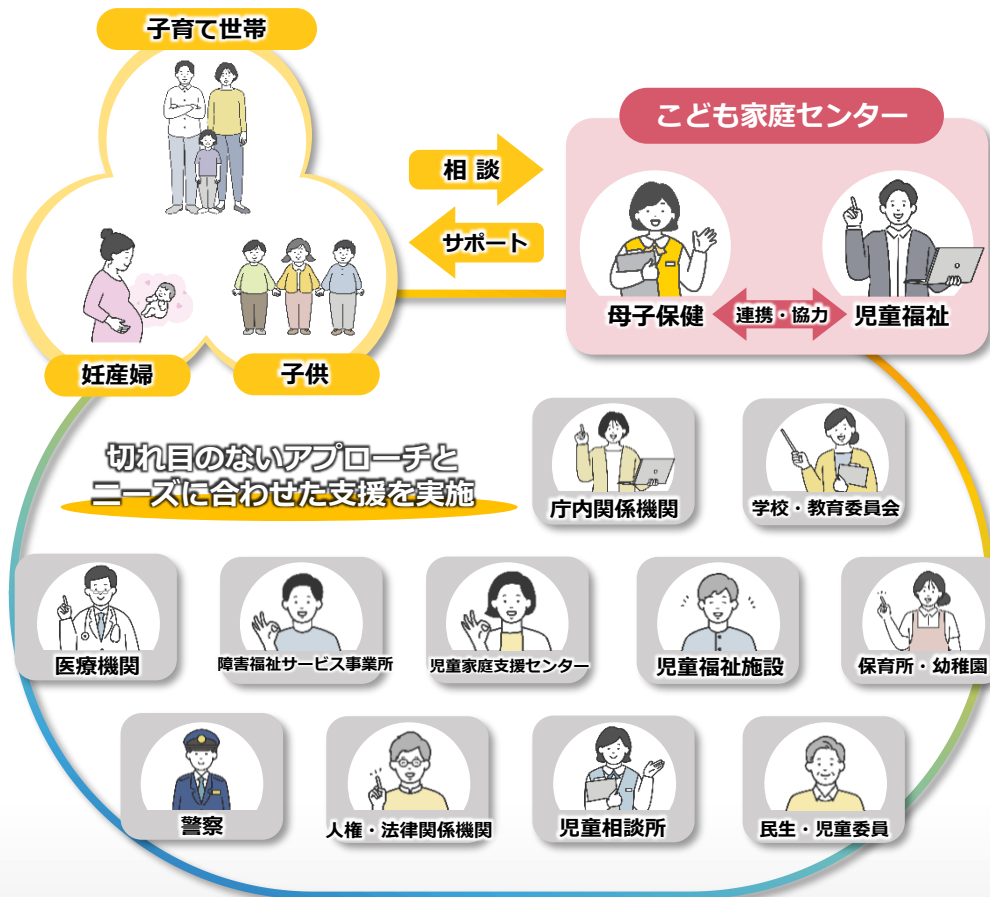 子育て世帯
こども家庭センター
相談
サポート
母子保健
連携・協力
児童福祉
妊産婦
子供
切れ目のないアプローチと
ニーズに合わせた支援を実施
庁内関係機関
学校・教育委員会
医療機関
障害福祉サービス事業所
児童家庭支援センター
児童福祉施設
保育所・幼稚園
警察
人権・法律関係機関
児童相談所
民生・児童委員